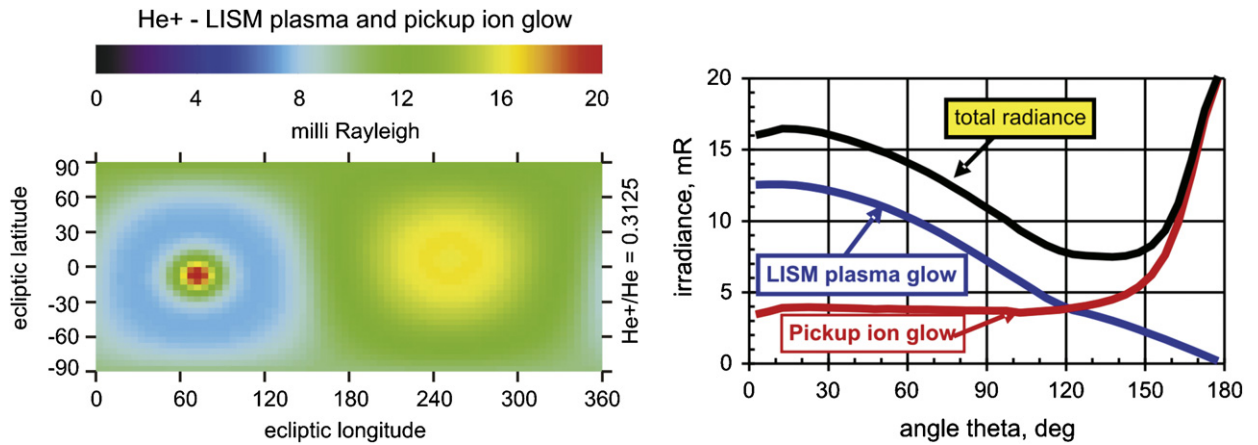 He+ - LISM plasma and pickup ion glow
0 4 8 12 16 20
milli Rayleigh
90
60
30
0
-30
-60
-90
ecliptic latitude
0 60 120 180 240 300 360
ecliptic longitude
He+/He = 0.3125
20
15
10
5
0
irradiance, mR
total radiance
LISM plasma glow
Pickup ion glow
0 30 60 90 120 150 180
angle theta, deg